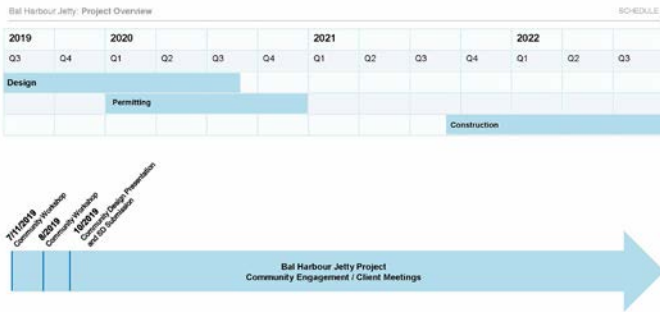 Bal Harbour Jetty: Project Overview
SCHEDULE
2019 2020 2021 2022
Q3 Q4 Q1 Q2 Q3 Q4 Q1 Q2 Q3 Q4 Q1 Q2 Q3
Design
Permitting
Construction
7/11/2019
Community Workshop
8/2019
Community Workshop
10/2019
Community Design Presentation
and SD Submission
Bal Harbour Jetty Project
Community Engagement / Client Meetings